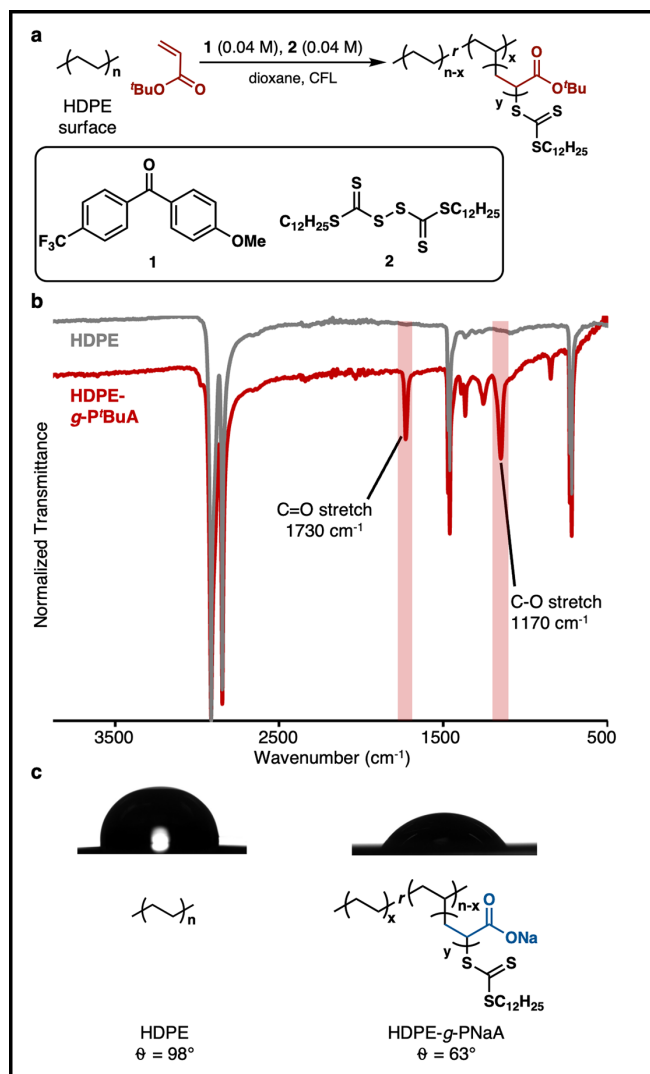 a
HDPE
surface
n
ᵗBuO
O
1 (0.04 M), 2 (0.04 M)
dioxane, CFL
n-x
r
x
O
OᵗBu
y
S
S
SC₁₂H₂₅
O
F₃C
OMe
1
S
C₁₂H₂₅S
S
S
SC₁₂H₂₅
S
2
b
HDPE
HDPE-
g-PᵗBuA
C=O stretch
1730 cm⁻¹
C-O stretch
1170 cm⁻¹
Normalized Transmittance
3500
2500
1500
500
Wavenumber (cm⁻¹)
c
n
x
r
n-x
O
ONa
y
S
S
SC₁₂H₂₅
HDPE
θ = 98°
HDPE-g-PNaA
θ = 63°